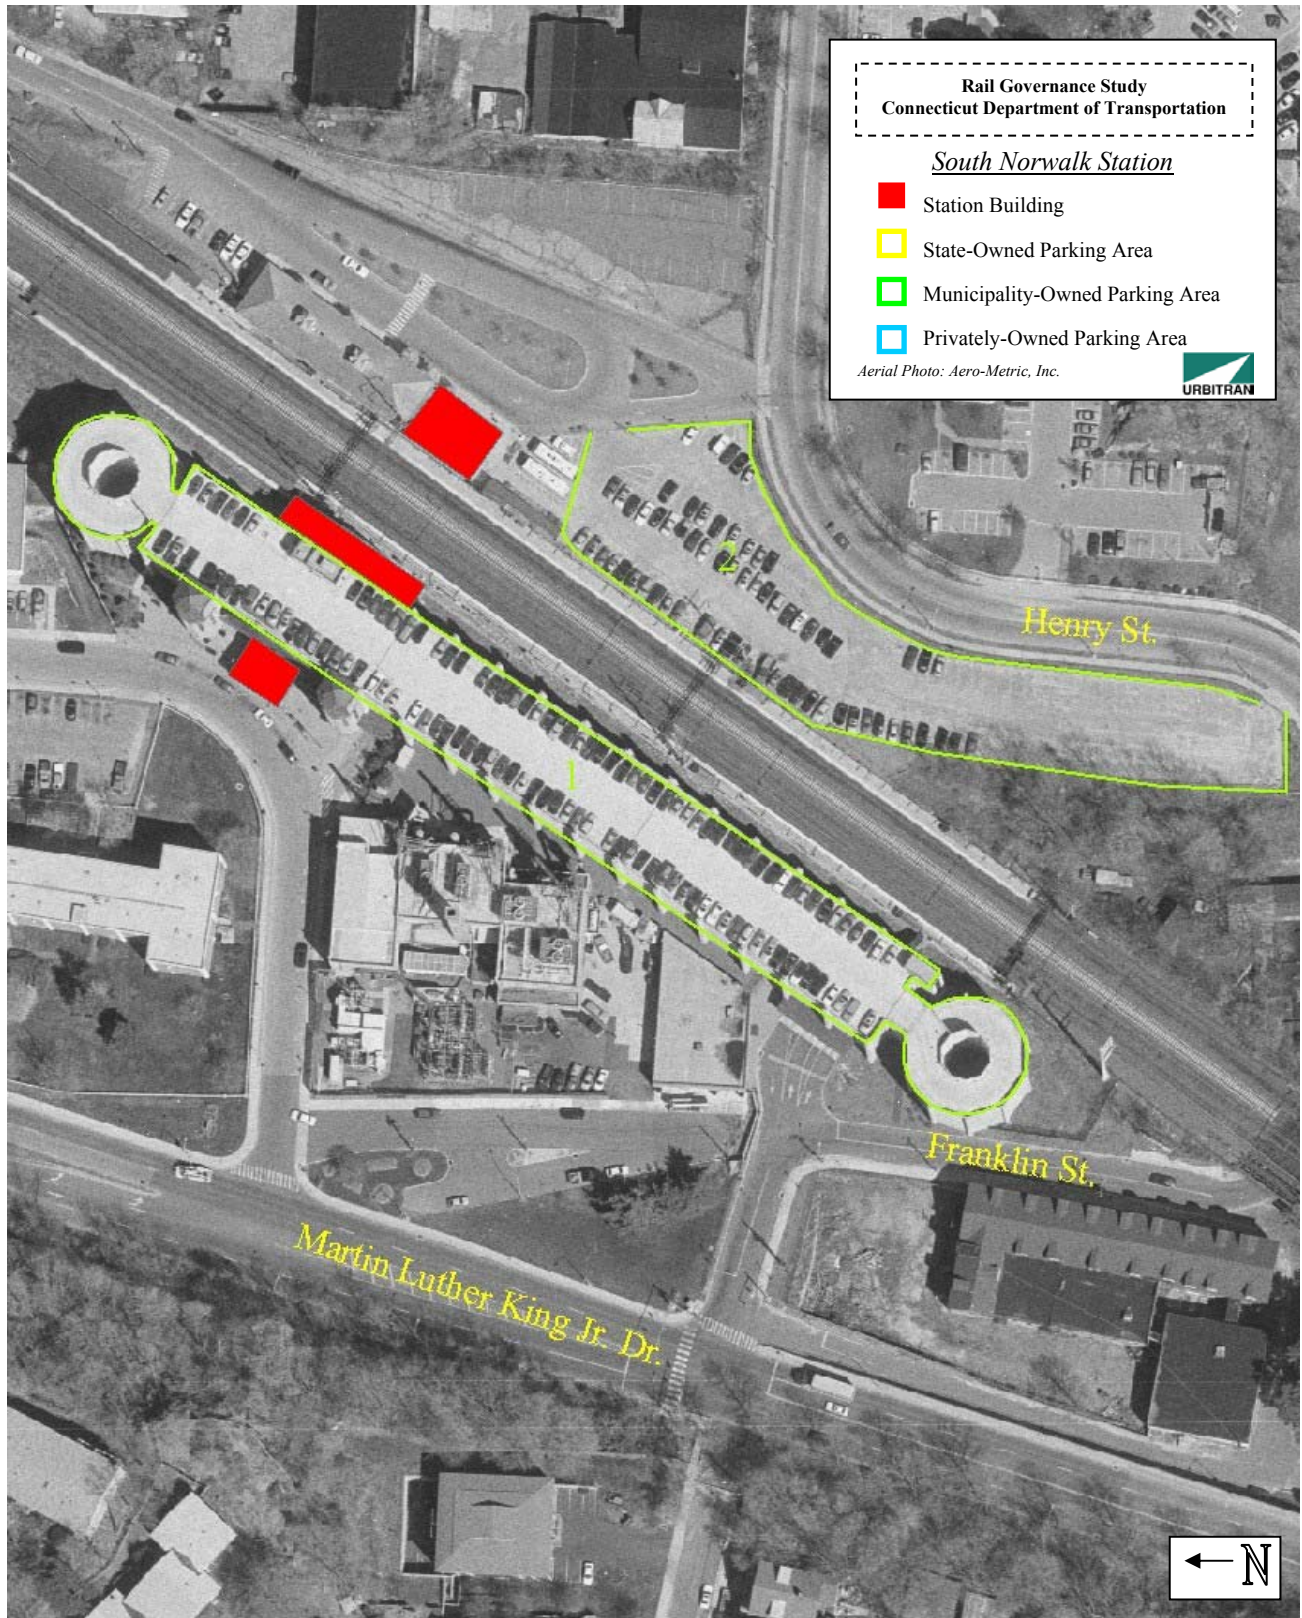 Rail Governance Study
Connecticut Department of Transportation
South Norwalk Station
Station Building
State-Owned Parking Area
Municipality-Owned Parking Area
Privately-Owned Parking Area
Aerial Photo: Aero-Metric, Inc.
URBITRAN
2
Henry St.
1
Franklin St.
Martin Luther King Jr. Dr.
N